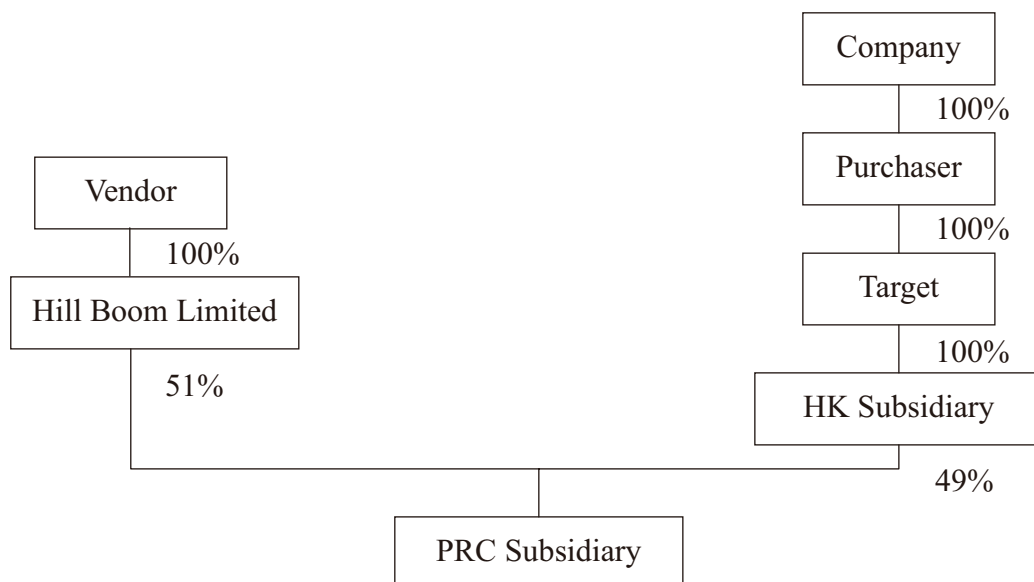 Company
100%
Purchaser
100%
Target
100%
HK Subsidiary
49%
Vendor
100%
Hill Boom Limited
51%
PRC Subsidiary